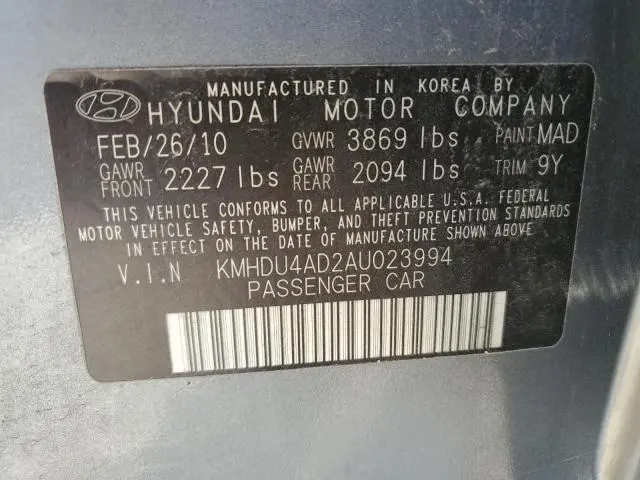 MANUFACTURED IN KOREA BY
HYUNDAI MOTOR COMPANY
FEB/26/10 GVWR 3869 lbs PAINT MAD
GAWR FRONT 2227 lbs GAWR REAR 2094 lbs TRIM 9Y
THIS VEHICLE CONFORMS TO ALL APPLICABLE U.S.A. FEDERAL
MOTOR VEHICLE SAFETY, BUMPER, AND THEFT PREVENTION STANDARDS
IN EFFECT ON THE DATE OF MANUFACTURE SHOWN ABOVE.
V.I.N KMHDU4AD2AU023994
PASSENGER CAR